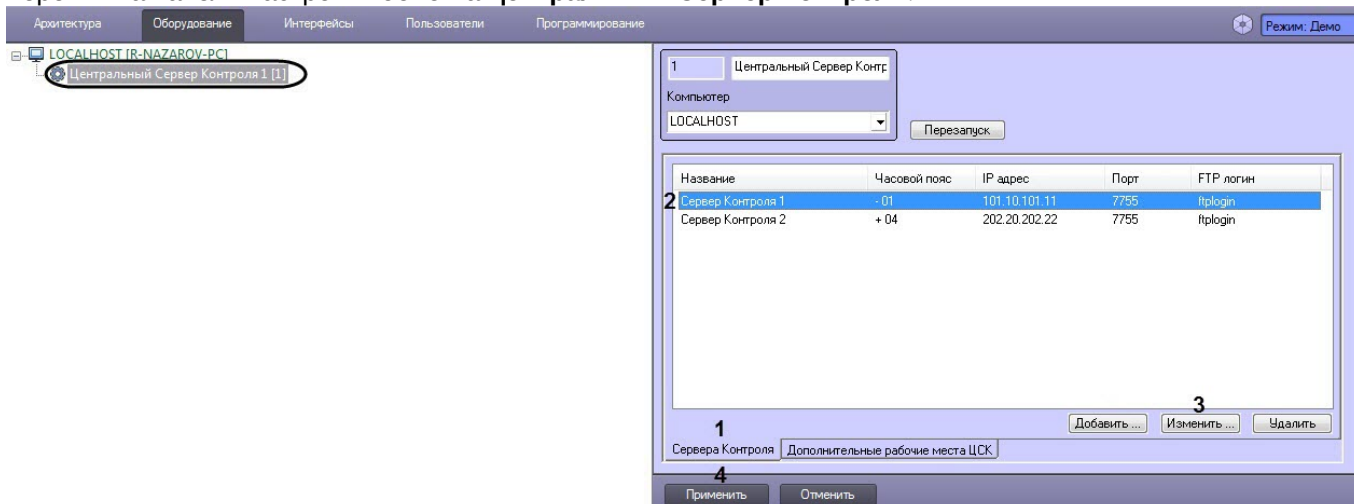 Архитектура Оборудование Интерфейсы Пользователи Программирование Режим: Демо
LOCALHOST [R-NAZAROV-PC]
Центральный Сервер Контроля 1 [1]
1 Центральный Сервер Контр
Компьютер
LOCALHOST Перезапуск
Название Часовой пояс IP адрес Порт FTP логин
2 Сервер Контроля 1 - 01 101.10.101.11 7755 ftplogin
Сервер Контроля 2 + 04 202.20.202.22 7755 ftplogin
3
Добавить ... Изменить ... Удалить
1
Сервера Контроля Дополнительные рабочие места ЦСК
4
Применить Отменить